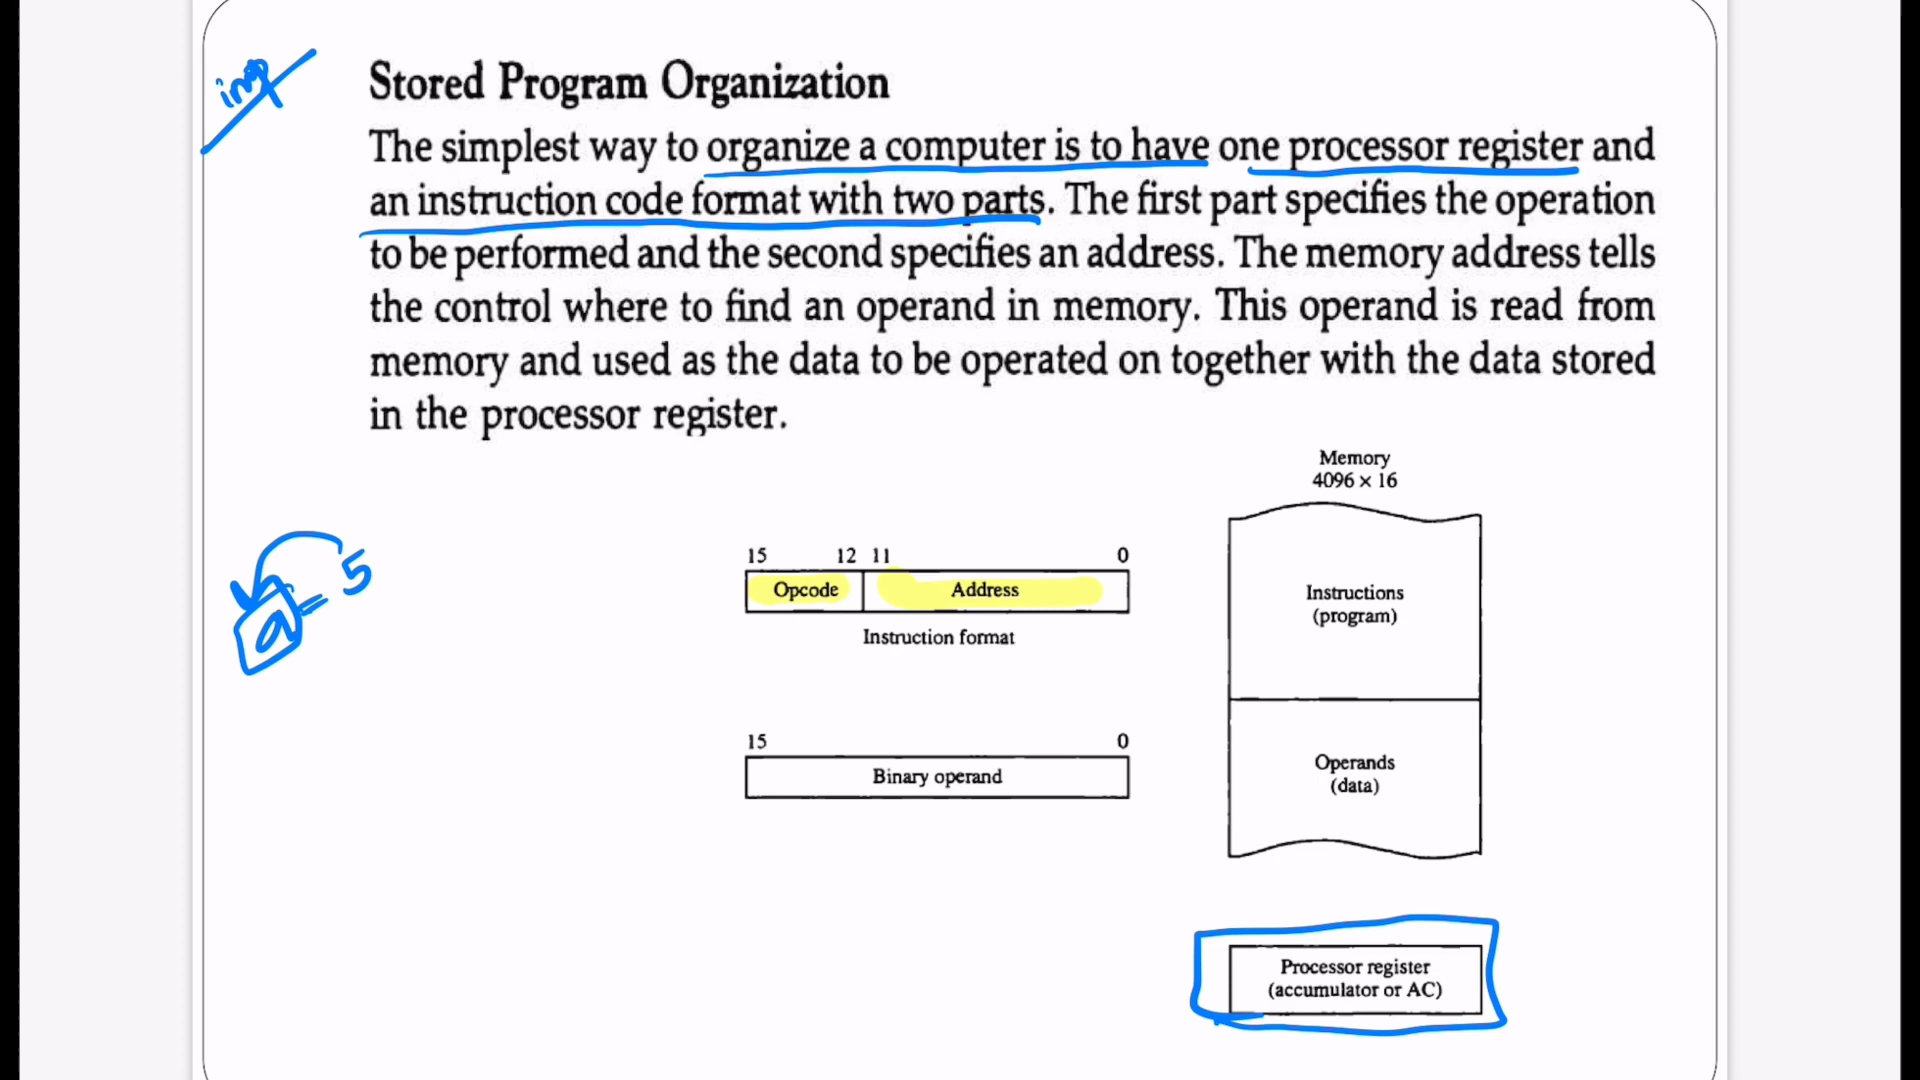 imp
Stored Program Organization
The simplest way to organize a computer is to have one processor register and
an instruction code format with two parts. The first part specifies the operation
to be performed and the second specifies an address. The memory address tells
the control where to find an operand in memory. This operand is read from
memory and used as the data to be operated on together with the data stored
in the processor register.
Memory
4096 × 16
15 12 11 0
Opcode Address
Instruction format
Instructions
(program)
a = 5
15 0
Binary operand
Operands
(data)
Processor register
(accumulator or AC)